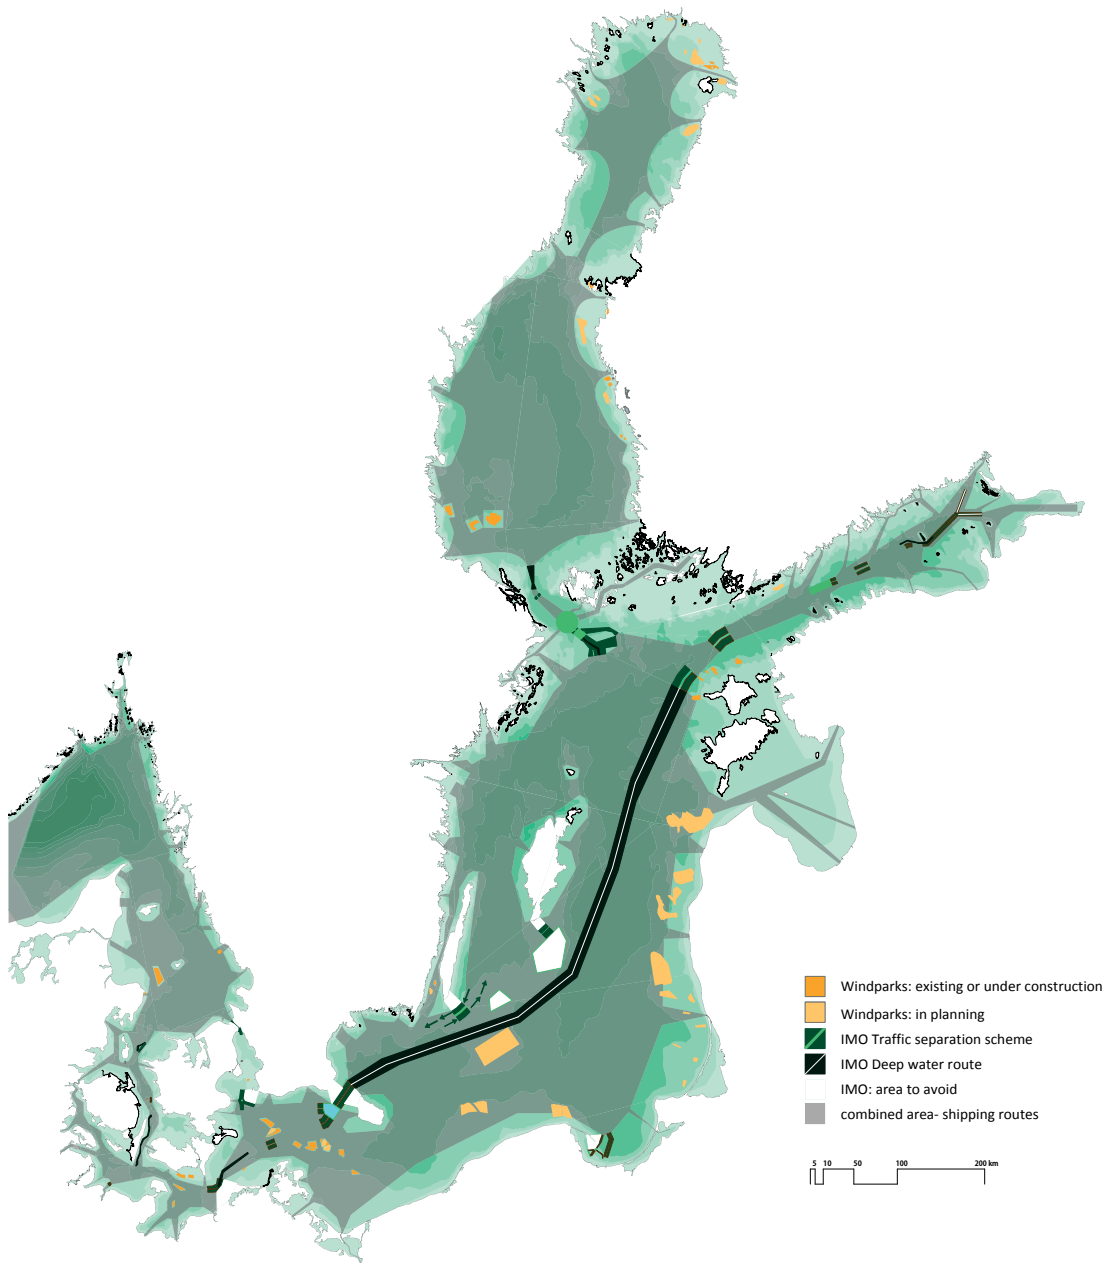 Windparks: existing or under construction
Windparks: in planning
IMO Traffic separation scheme
IMO Deep water route
IMO: area to avoid
combined area- shipping routes
5 10 50 100 200 km